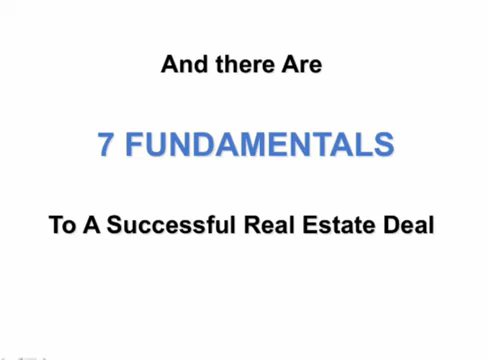 And there Are
7 FUNDAMENTALS
To A Successful Real Estate Deal